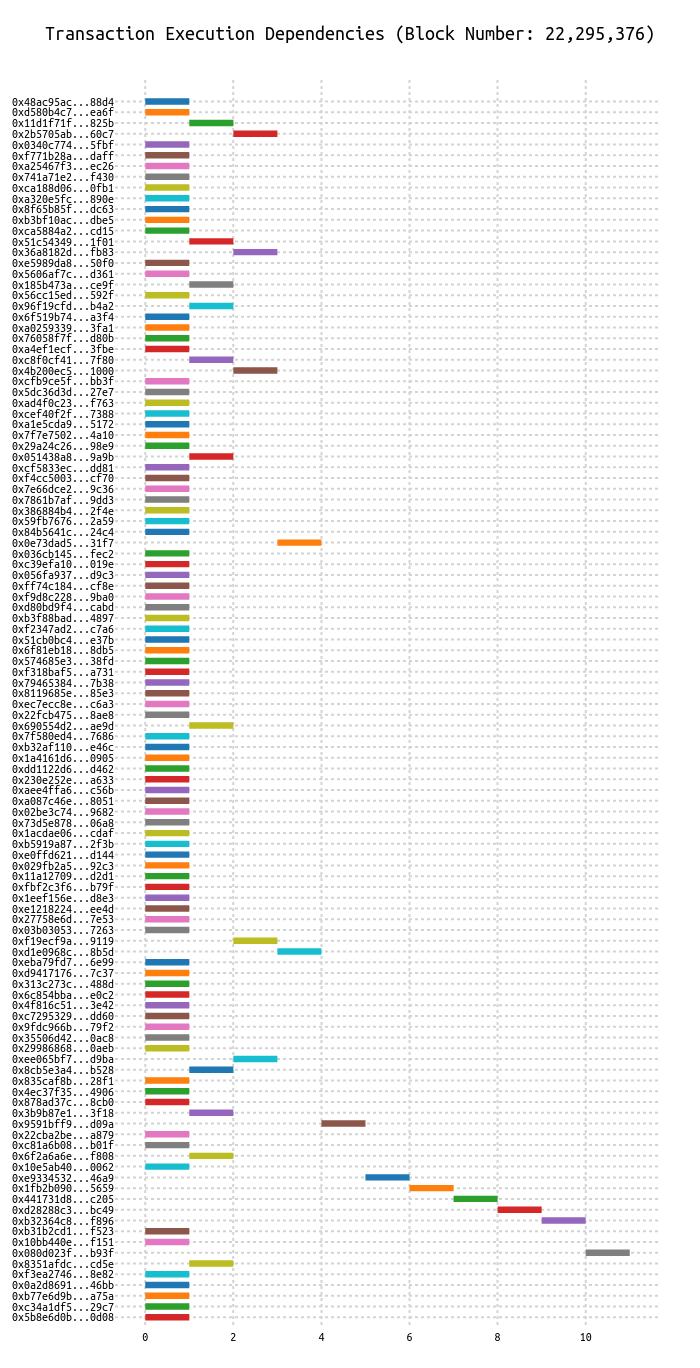 Transaction Execution Dependencies (Block Number: 22,295,376)
0x48ac95ac...88d4
0xd580b4c7...ea6f
0x11d1f71f...825b
0x2b5705ab...60c7
0x0340c774...5fbf
0xf771b28a...daff
0xa25467f3...ec26
0x741a71e2...f430
0xca188d06...0fb1
0xa320e5fc...890e
0x8f65b85f...dc63
0xb3bf10ac...dbe5
0xca5884a2...cd15
0x51c54349...1f01
0x36a8182d...fb83
0xe5989da8...50f0
0x5606af7c...d361
0x185b473a...ce9f
0x56cc15ed...592f
0x96f19cfd...b4a2
0x6f519b74...a3f4
0xa0259339...3fa1
0x76058f7f...d80b
0xa4ef1ecf...3fbe
0xc8f0cf41...7f80
0x4b200ec5...1000
0xcfb9ce5f...bb3f
0x5dc36d3d...27e7
0xad4f0c23...f763
0xcef40f2f...7388
0xa1e5cda9...5172
0x7f7e7502...4a10
0x29a24c26...98e9
0x051438a8...9a9b
0xcf5833ec...dd81
0xf4cc5003...cf70
0x7e66dce2...9c36
0x7861b7af...9dd3
0x386884b4...2f4e
0x59fb7676...2a59
0x84b5641c...24c4
0x0e73dad5...31f7
0x036cb145...fec2
0xc39efa10...019e
0x056fa937...d9c3
0xff74c184...cf8e
0xf9d8c228...9ba0
0xd80bd9f4...cabd
0xb3f88bad...4897
0xf2347ad2...c7a6
0x51cb0bc4...e37b
0x6f81eb18...8db5
0x574685e3...38fd
0xf318baf5...a731
0x79465384...7b38
0x8119685e...85e3
0xec7ecc8e...c6a3
0x22fcb475...8ae8
0x690554d2...ae9d
0x7f580ed4...7686
0xb32af110...e46c
0x1a4161d6...0905
0xdd1122d6...d462
0x230e252e...a633
0xaee4ffa6...c56b
0xa087c46e...8051
0x02be3c74...9682
0x73d5e878...06a8
0x1acdae06...cdaf
0xb5919a87...2f3b
0xe0ffd621...d144
0x029fb2a5...92c3
0x11a12709...d2d1
0xfbf2c3f6...b79f
0x1eef156e...d8e3
0xe1218224...ee4d
0x27758e6d...7e53
0x03b03053...7263
0xf19ecf9a...9119
0xd1e0968c...8b5d
0xeba79fd7...6e99
0xd9417176...7c37
0x313c273c...488d
0x6c854bba...e0c2
0x4f816c51...3e42
0xc7295329...dd60
0x9fdc966b...79f2
0x35506d42...0ac8
0x29986868...0aeb
0xee065bf7...d9ba
0x8cb5e3a4...b528
0x835caf8b...28f1
0x4ec37f35...4906
0x878ad37c...8cb0
0x3b9b87e1...3f18
0x9591bff9...d09a
0x22cba2be...a879
0xc81a6b08...b01f
0x6f2a6a6e...f808
0x10e5ab40...0062
0xe9334532...46a9
0x1fb2b090...5659
0x441731d8...c205
0xd28288c3...bc49
0xb32364c8...f896
0xb31b2cd1...f523
0x10bb440e...f151
0x080d023f...b93f
0x8351afdc...cd5e
0xf3ea2746...8e82
0x0a2d8691...46bb
0xb77e6d9b...a75a
0xc34a1df5...29c7
0x5b8e6d0b...0d08
0 2 4 6 8 10